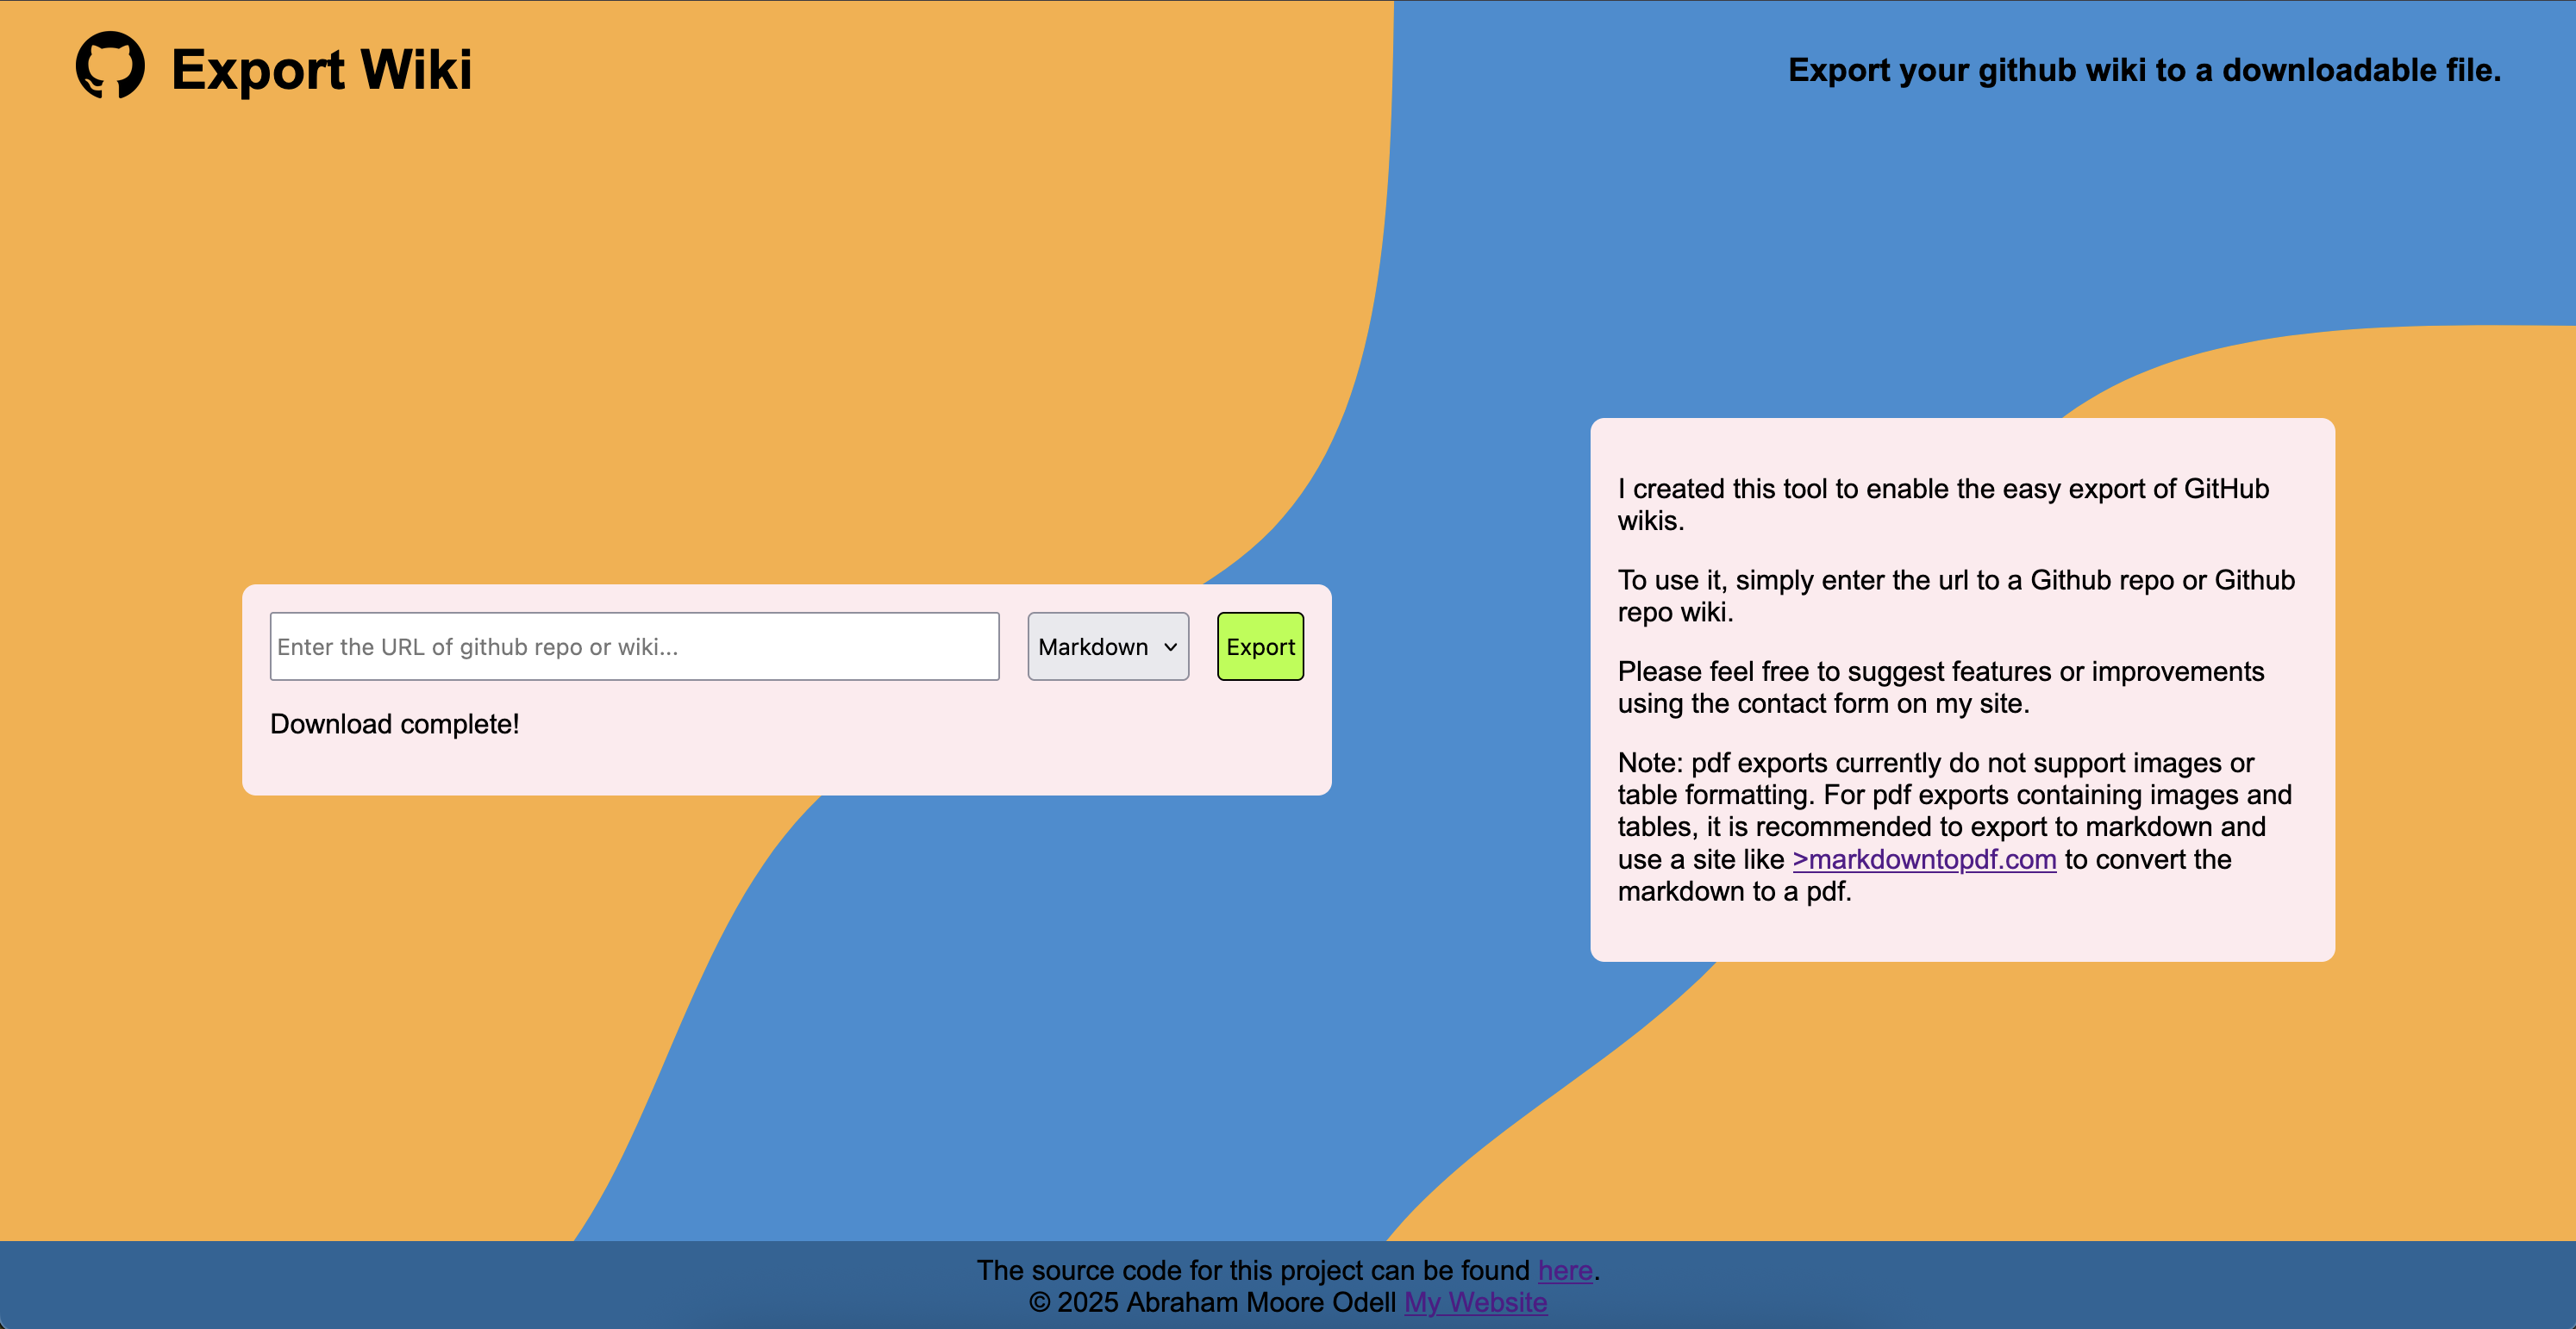 Export Wiki
Export your github wiki to a downloadable file.
Enter the URL of github repo or wiki...
Markdown
Export
Download complete!
I created this tool to enable the easy export of GitHub
wikis.
To use it, simply enter the url to a Github repo or Github
repo wiki.
Please feel free to suggest features or improvements
using the contact form on my site.
Note: pdf exports currently do not support images or
table formatting. For pdf exports containing images and
tables, it is recommended to export to markdown and
use a site like >markdowntopdf.com to convert the
markdown to a pdf.
The source code for this project can be found here.
© 2025 Abraham Moore Odell My Website